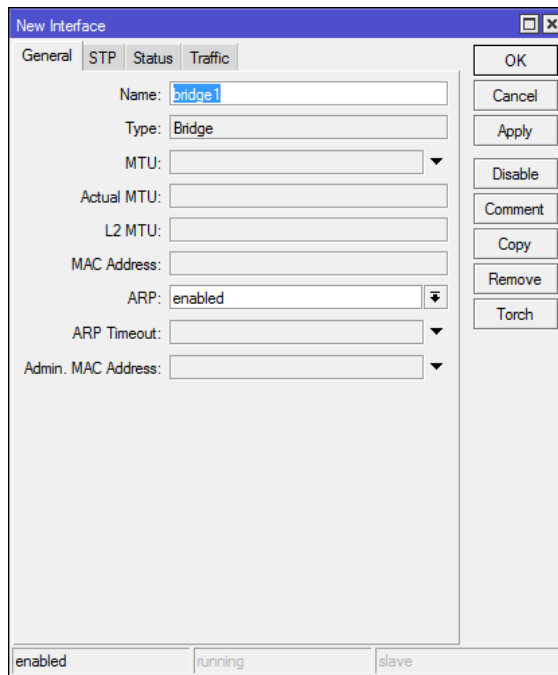 New Interface
General STP Status Traffic
Name: bridge1
Type: Bridge
MTU:
Actual MTU:
L2 MTU:
MAC Address:
ARP: enabled
ARP Timeout:
Admin. MAC Address:
OK
Cancel
Apply
Disable
Comment
Copy
Remove
Torch
enabled running slave